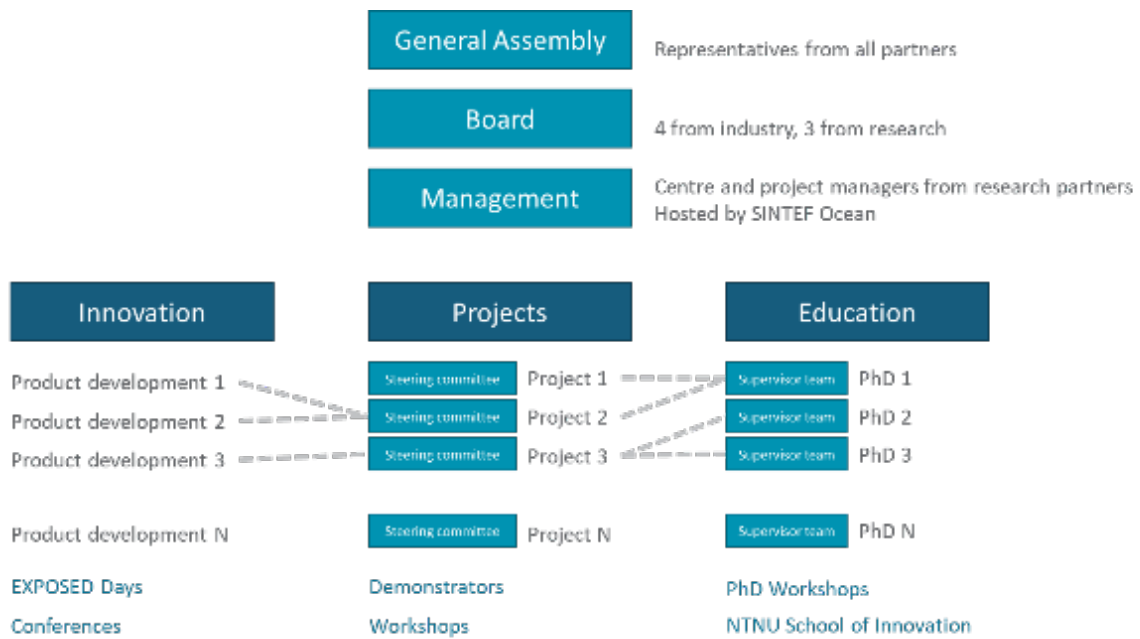 General Assembly
Representatives from all partners
Board
4 from industry, 3 from research
Management
Centre and project managers from research partners
Hosted by SINTEF Ocean
Innovation
Projects
Education
Product development 1
Steering committee
Project 1
Supervisor team
PhD 1
Product development 2
Steering committee
Project 2
Supervisor team
PhD 2
Product development 3
Steering committee
Project 3
Supervisor team
PhD 3
Product development N
Steering committee
Project N
Supervisor team
PhD N
EXPOSED Days
Demonstrators
PhD Workshops
Conferences
Workshops
NTNU School of Innovation